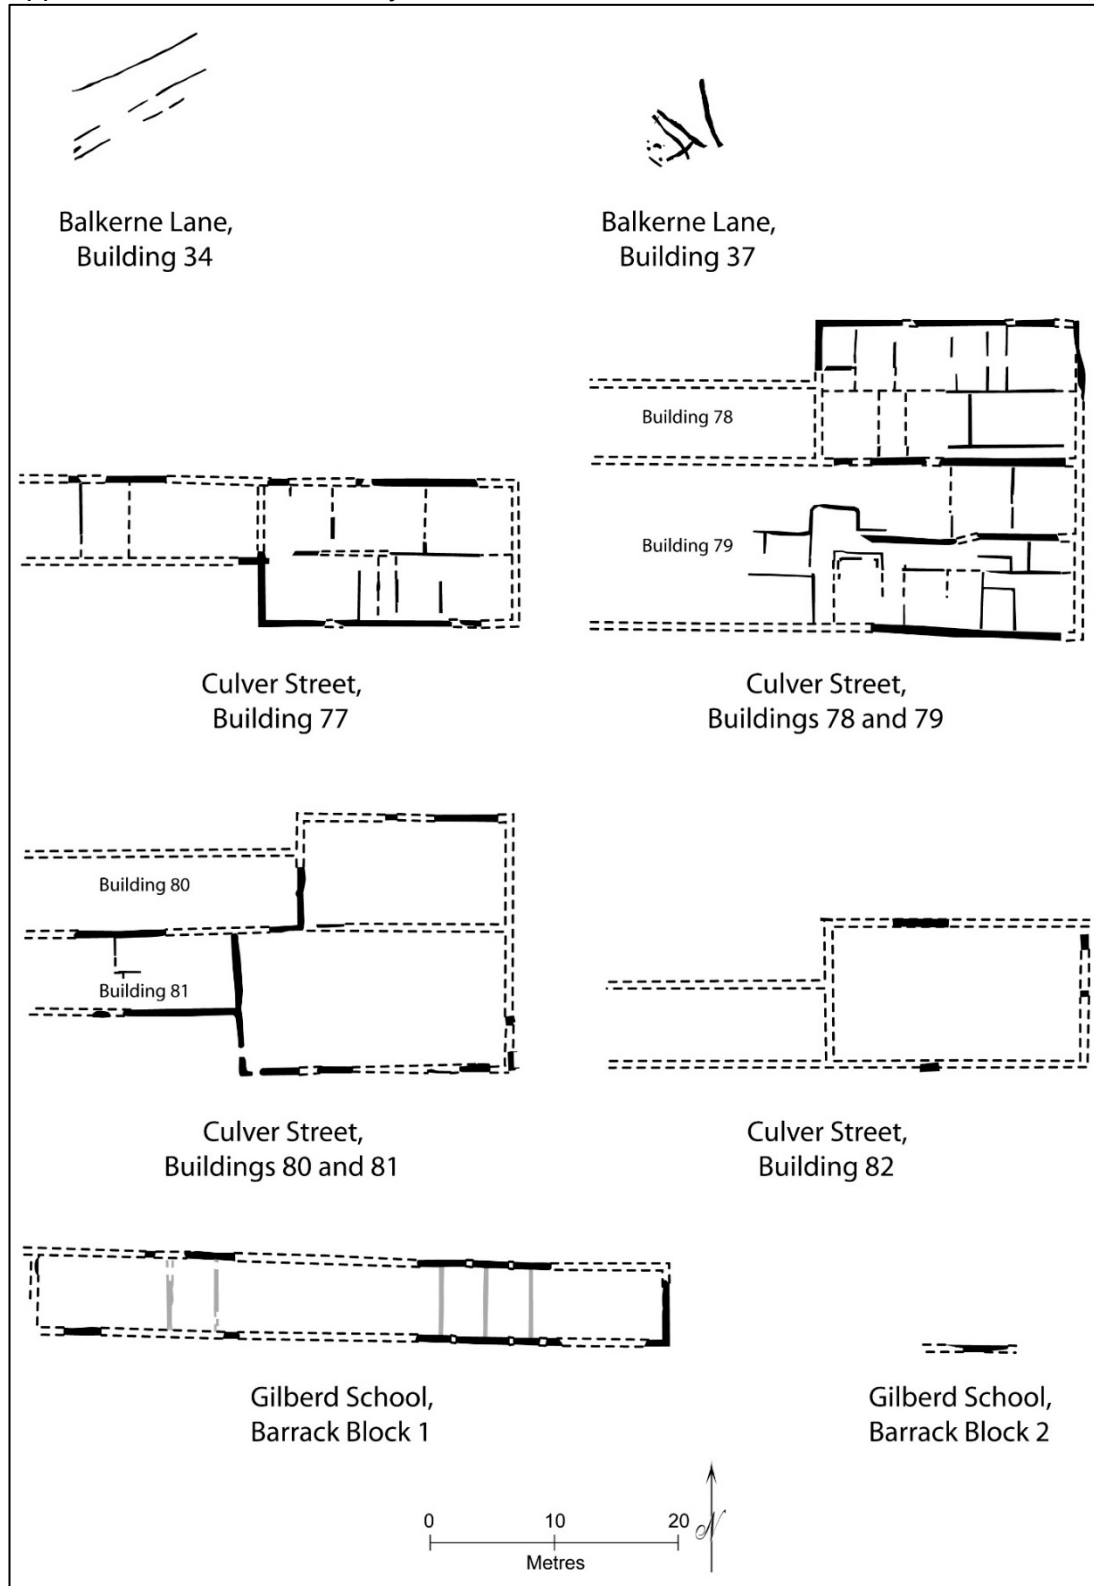 Balkerne Lane,
Building 34
Balkerne Lane,
Building 37
Building 78
Building 79
Culver Street,
Building 77
Culver Street,
Buildings 78 and 79
Building 80
Building 81
Culver Street,
Buildings 80 and 81
Culver Street,
Building 82
Gilberd School,
Barrack Block 1
Gilberd School,
Barrack Block 2
0 10 20
N
Metres